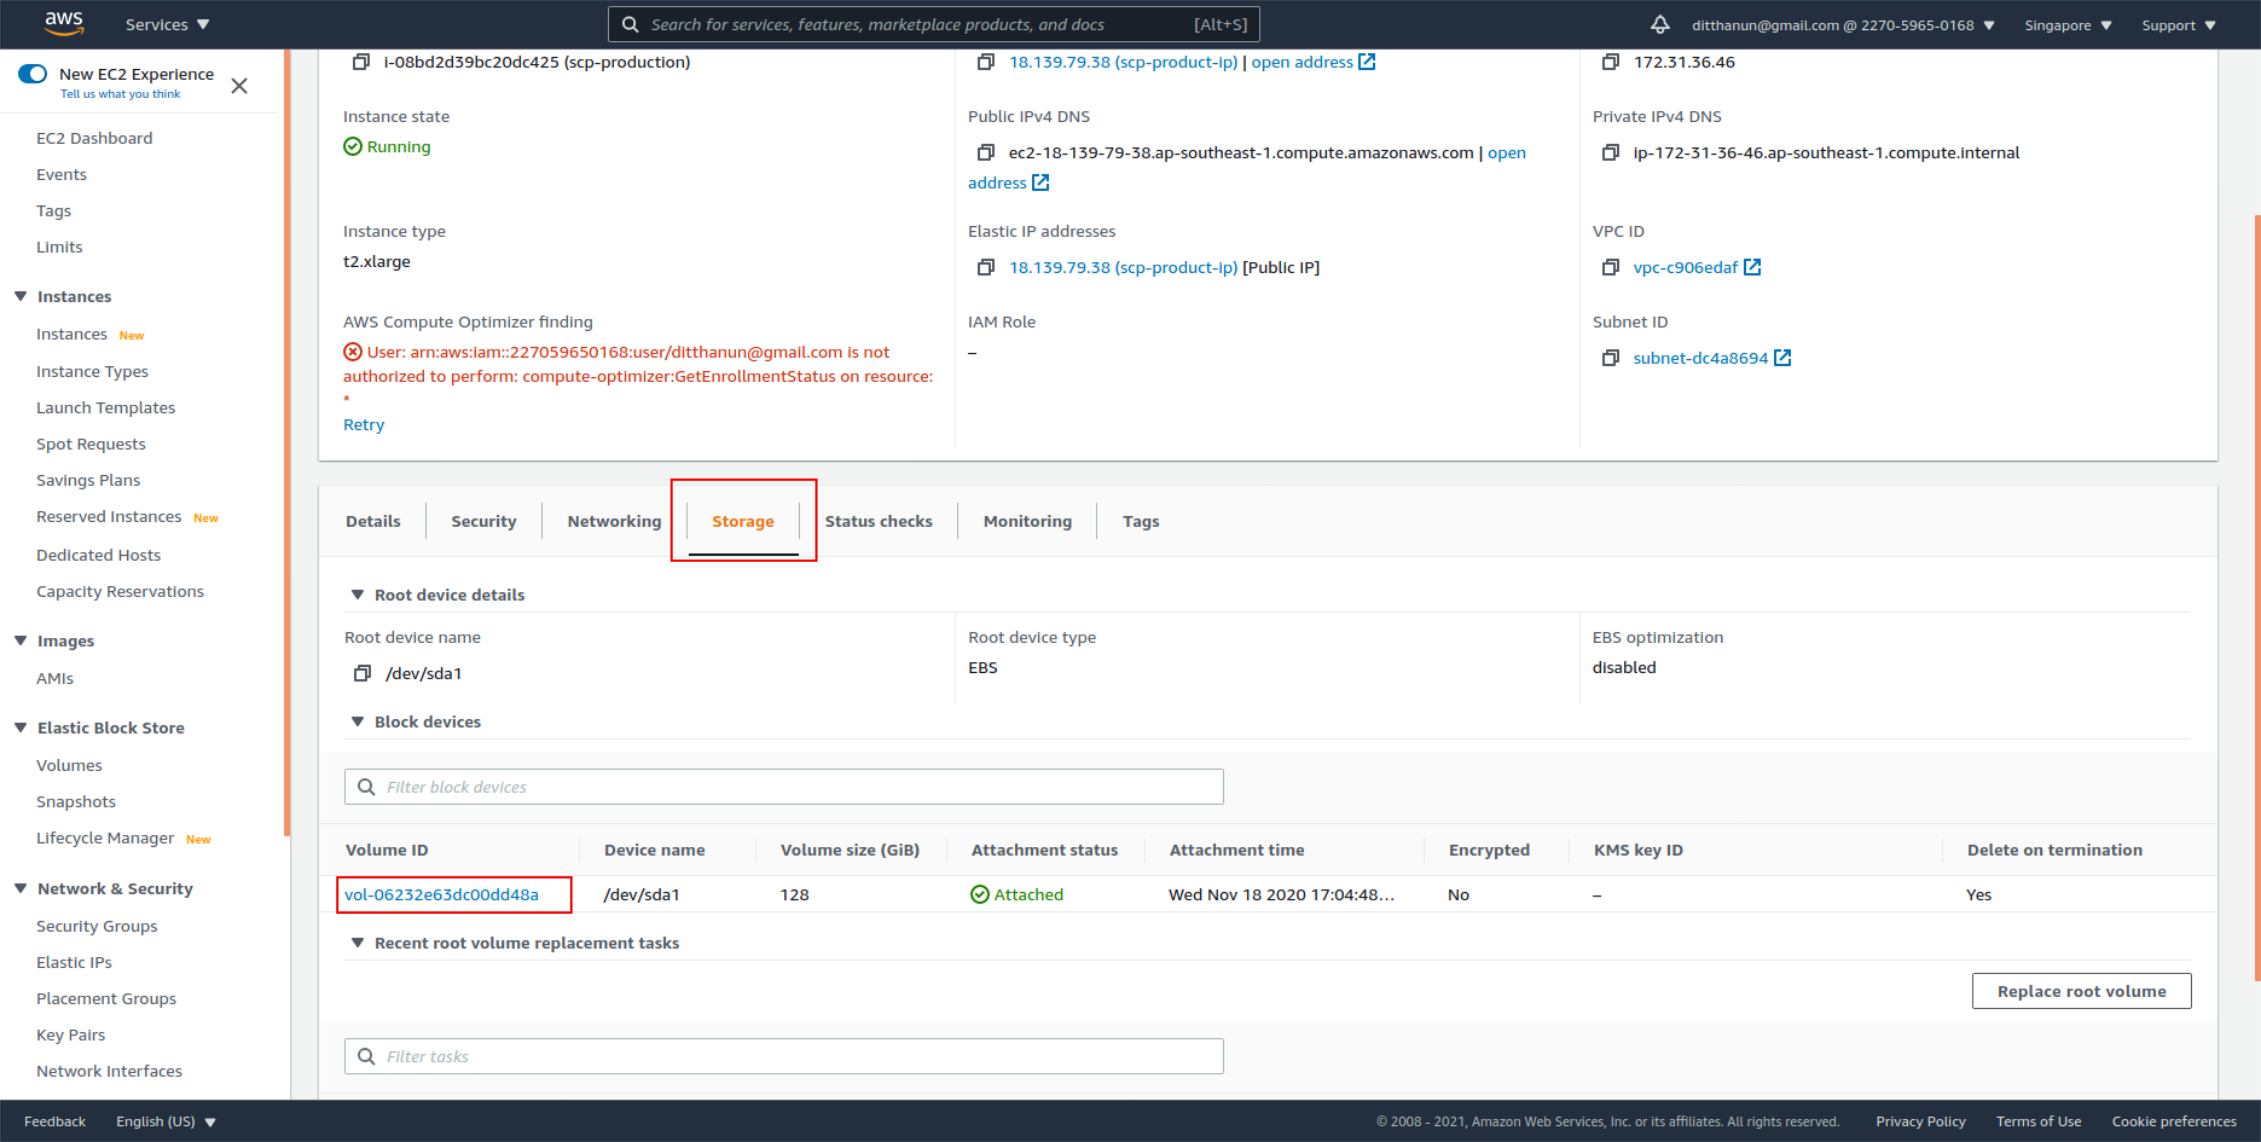 aws
Services
Search for services, features, marketplace products, and docs
[Alt+S]
ditthanun@gmail.com @ 2270-5965-0168
Singapore
Support
New EC2 Experience
Tell us what you think
EC2 Dashboard
Events
Tags
Limits
Instances
Instances New
Instance Types
Launch Templates
Spot Requests
Savings Plans
Reserved Instances New
Dedicated Hosts
Capacity Reservations
Images
AMIs
Elastic Block Store
Volumes
Snapshots
Lifecycle Manager New
Network & Security
Security Groups
Elastic IPs
Placement Groups
Key Pairs
Network Interfaces
i-08bd2d39bc20dc425 (scp-production)
18.139.79.38 (scp-product-ip) | open address
172.31.36.46
Instance state
Running
Public IPv4 DNS
ec2-18-139-79-38.ap-southeast-1.compute.amazonaws.com | open
address
Private IPv4 DNS
ip-172-31-36-46.ap-southeast-1.compute.internal
Instance type
t2.xlarge
Elastic IP addresses
18.139.79.38 (scp-product-ip) [Public IP]
VPC ID
vpc-c906edaf
AWS Compute Optimizer finding
User: arn:aws:iam::227059650168:user/ditthanun@gmail.com is not
authorized to perform: compute-optimizer:GetEnrollmentStatus on resource:
*
Retry
IAM Role
–
Subnet ID
subnet-dc4a8694
Details
Security
Networking
Storage
Status checks
Monitoring
Tags
Root device details
Root device name
/dev/sda1
Root device type
EBS
EBS optimization
disabled
Block devices
Filter block devices
Volume ID Device name Volume size (GiB) Attachment status Attachment time Encrypted KMS key ID Delete on termination
vol-06232e63dc00dd48a /dev/sda1 128 Attached Wed Nov 18 2020 17:04:48... No – Yes
Recent root volume replacement tasks
Replace root volume
Filter tasks
Feedback
English (US)
© 2008 - 2021, Amazon Web Services, Inc. or its affiliates. All rights reserved.
Privacy Policy
Terms of Use
Cookie preferences